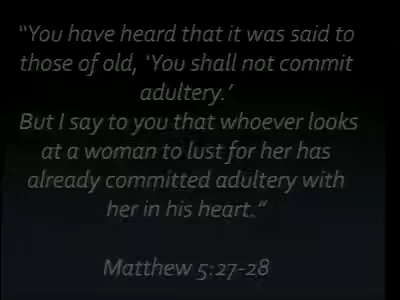 “You have heard that it was said to
those of old, ‘You shall not commit
adultery.’
But I say to you that whoever looks
at a woman to lust for her has
already committed adultery with
her in his heart.“
Matthew 5:27-28